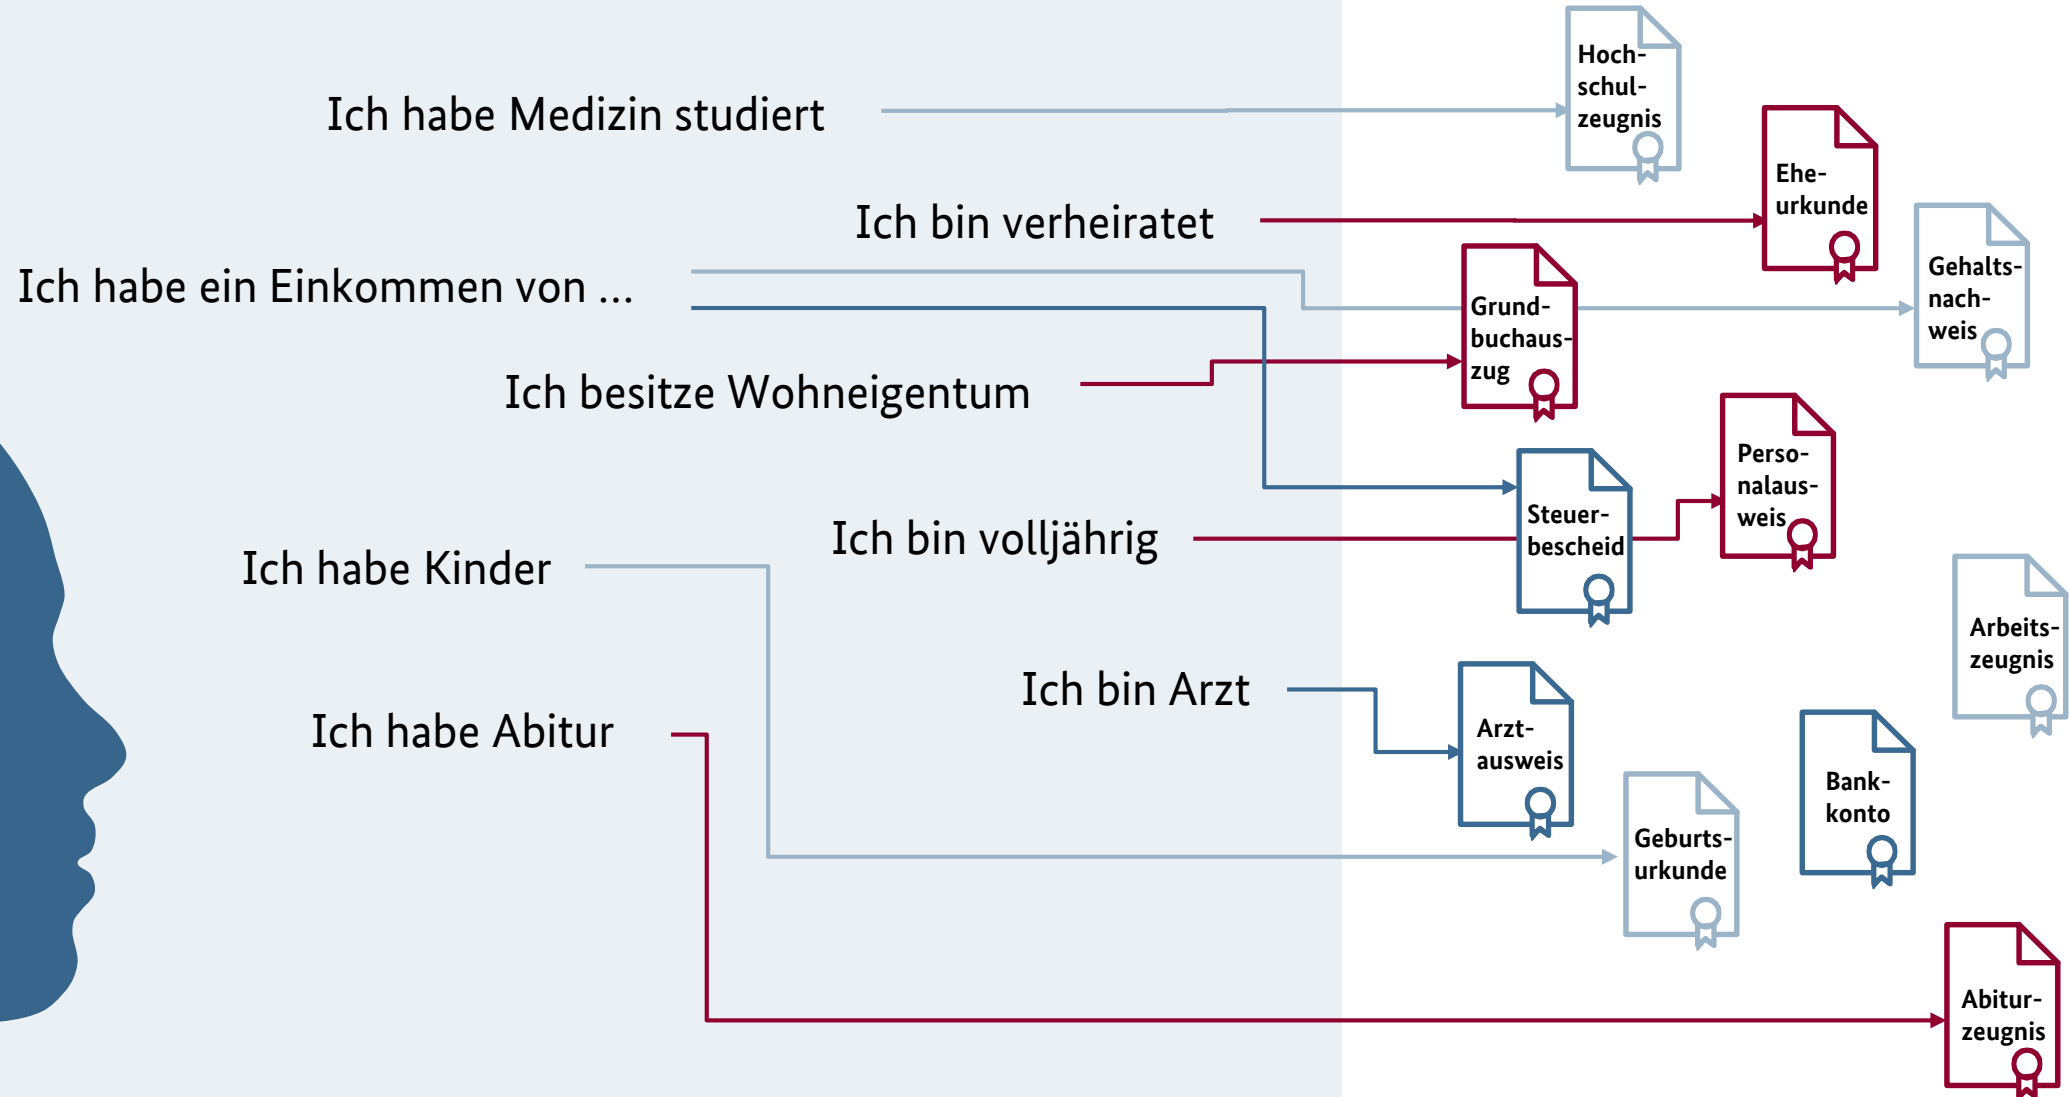 Ich habe Medizin studiert
Ich bin verheiratet
Ich habe ein Einkommen von ...
Ich besitze Wohneigentum
Ich bin volljährig
Ich habe Kinder
Ich bin Arzt
Ich habe Abitur
Hoch-
schul-
zeugnis
Ehe-
urkunde
Gehalts-
nach-
weis
Grund-
buchaus-
zug
Perso-
nalaus-
weis
Steuer-
bescheid
Arbeits-
zeugnis
Arzt-
ausweis
Bank-
konto
Geburts-
urkunde
Abitur-
zeugnis